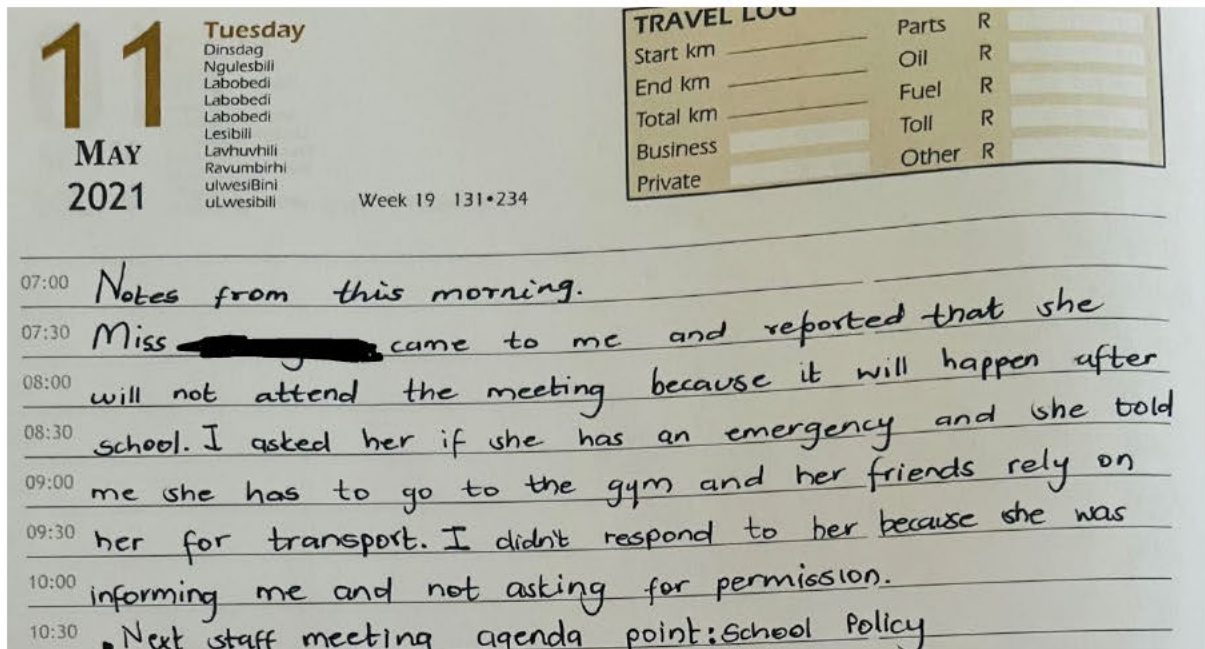 11
MAY
2021
Tuesday
Dinsdag
Ngulesbili
Labobedi
Labobedi
Labobedi
Lesibili
Lavhuvhili
Ravumbirhi
ulwesiBini
uLwesibili
Week 19 131•234
TRAVEL LOG
Start km
End km
Total km
Business
Private
Parts R
Oil R
Fuel R
Toll R
Other R
07:00 Notes from this morning.
07:30 Miss came to me and reported that she
08:00 will not attend the meeting because it will happen after
08:30 school. I asked her if she has an emergency and she told
09:00 me she has to go to the gym and her friends rely on
09:30 her for transport. I didn't respond to her because she was
10:00 informing me and not asking for permission.
10:30 • Next staff meeting agenda point: School Policy